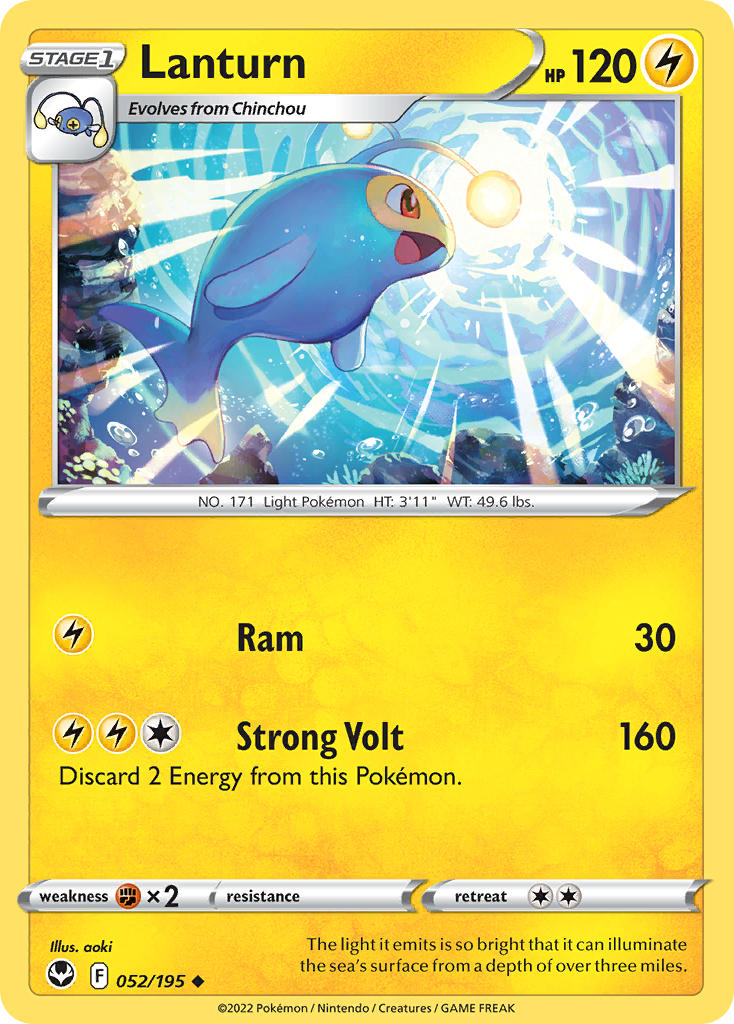 STAGE1
Lanturn
HP 120
Evolves from Chinchou
NO. 171 Light Pokémon HT: 3'11" WT: 49.6 lbs.
Ram 30
Strong Volt 160
Discard 2 Energy from this Pokémon.
weakness ×2 resistance retreat
Illus. aoki
The light it emits is so bright that it can illuminate
the sea's surface from a depth of over three miles.
F 052/195
©2022 Pokémon / Nintendo / Creatures / GAME FREAK